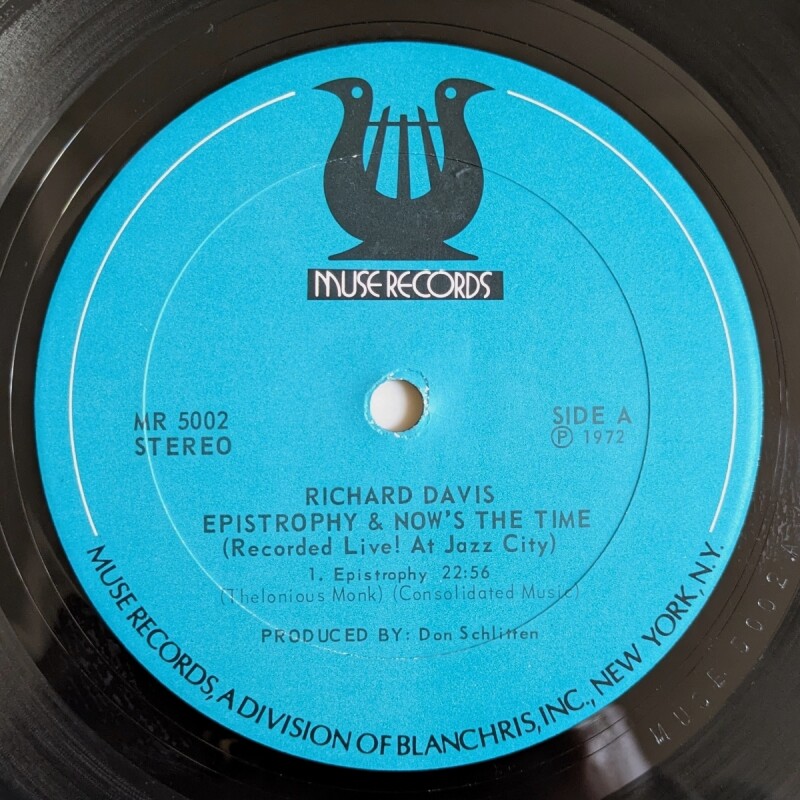 MUSE RECORDS
MR 5002
STEREO
SIDE A
Ⓟ 1972
RICHARD DAVIS
EPISTROPHY & NOW'S THE TIME
(Recorded Live! At Jazz City)
1. Epistrophy 22:56
(Thelonious Monk) (Consolidated Music)
PRODUCED BY: Don Schlitten
MUSE RECORDS, A DIVISION OF BLANCHRIS, INC., NEW YORK, N.Y.
MUSE 5002 A